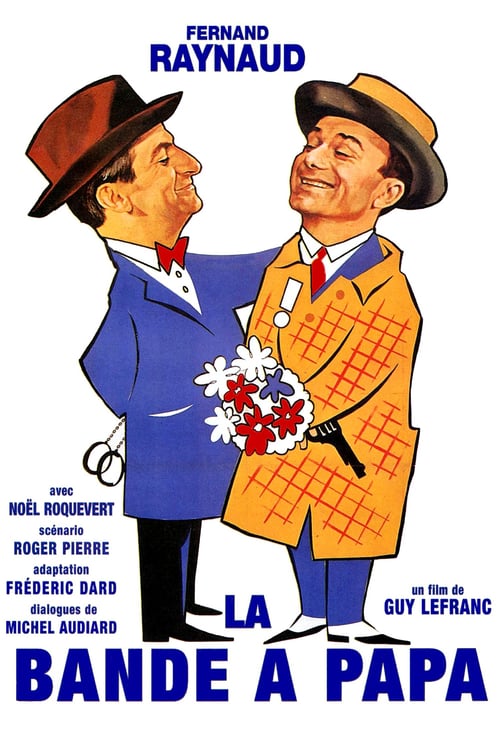 FERNAND
RAYNAUD
avec
NOËL ROQUEVERT
scénario
ROGER PIERRE
adaptation
FRÉDERIC DARD
dialogues de
MICHEL AUDIARD
un film de
GUY LEFRANC
LA
BANDE A PAPA